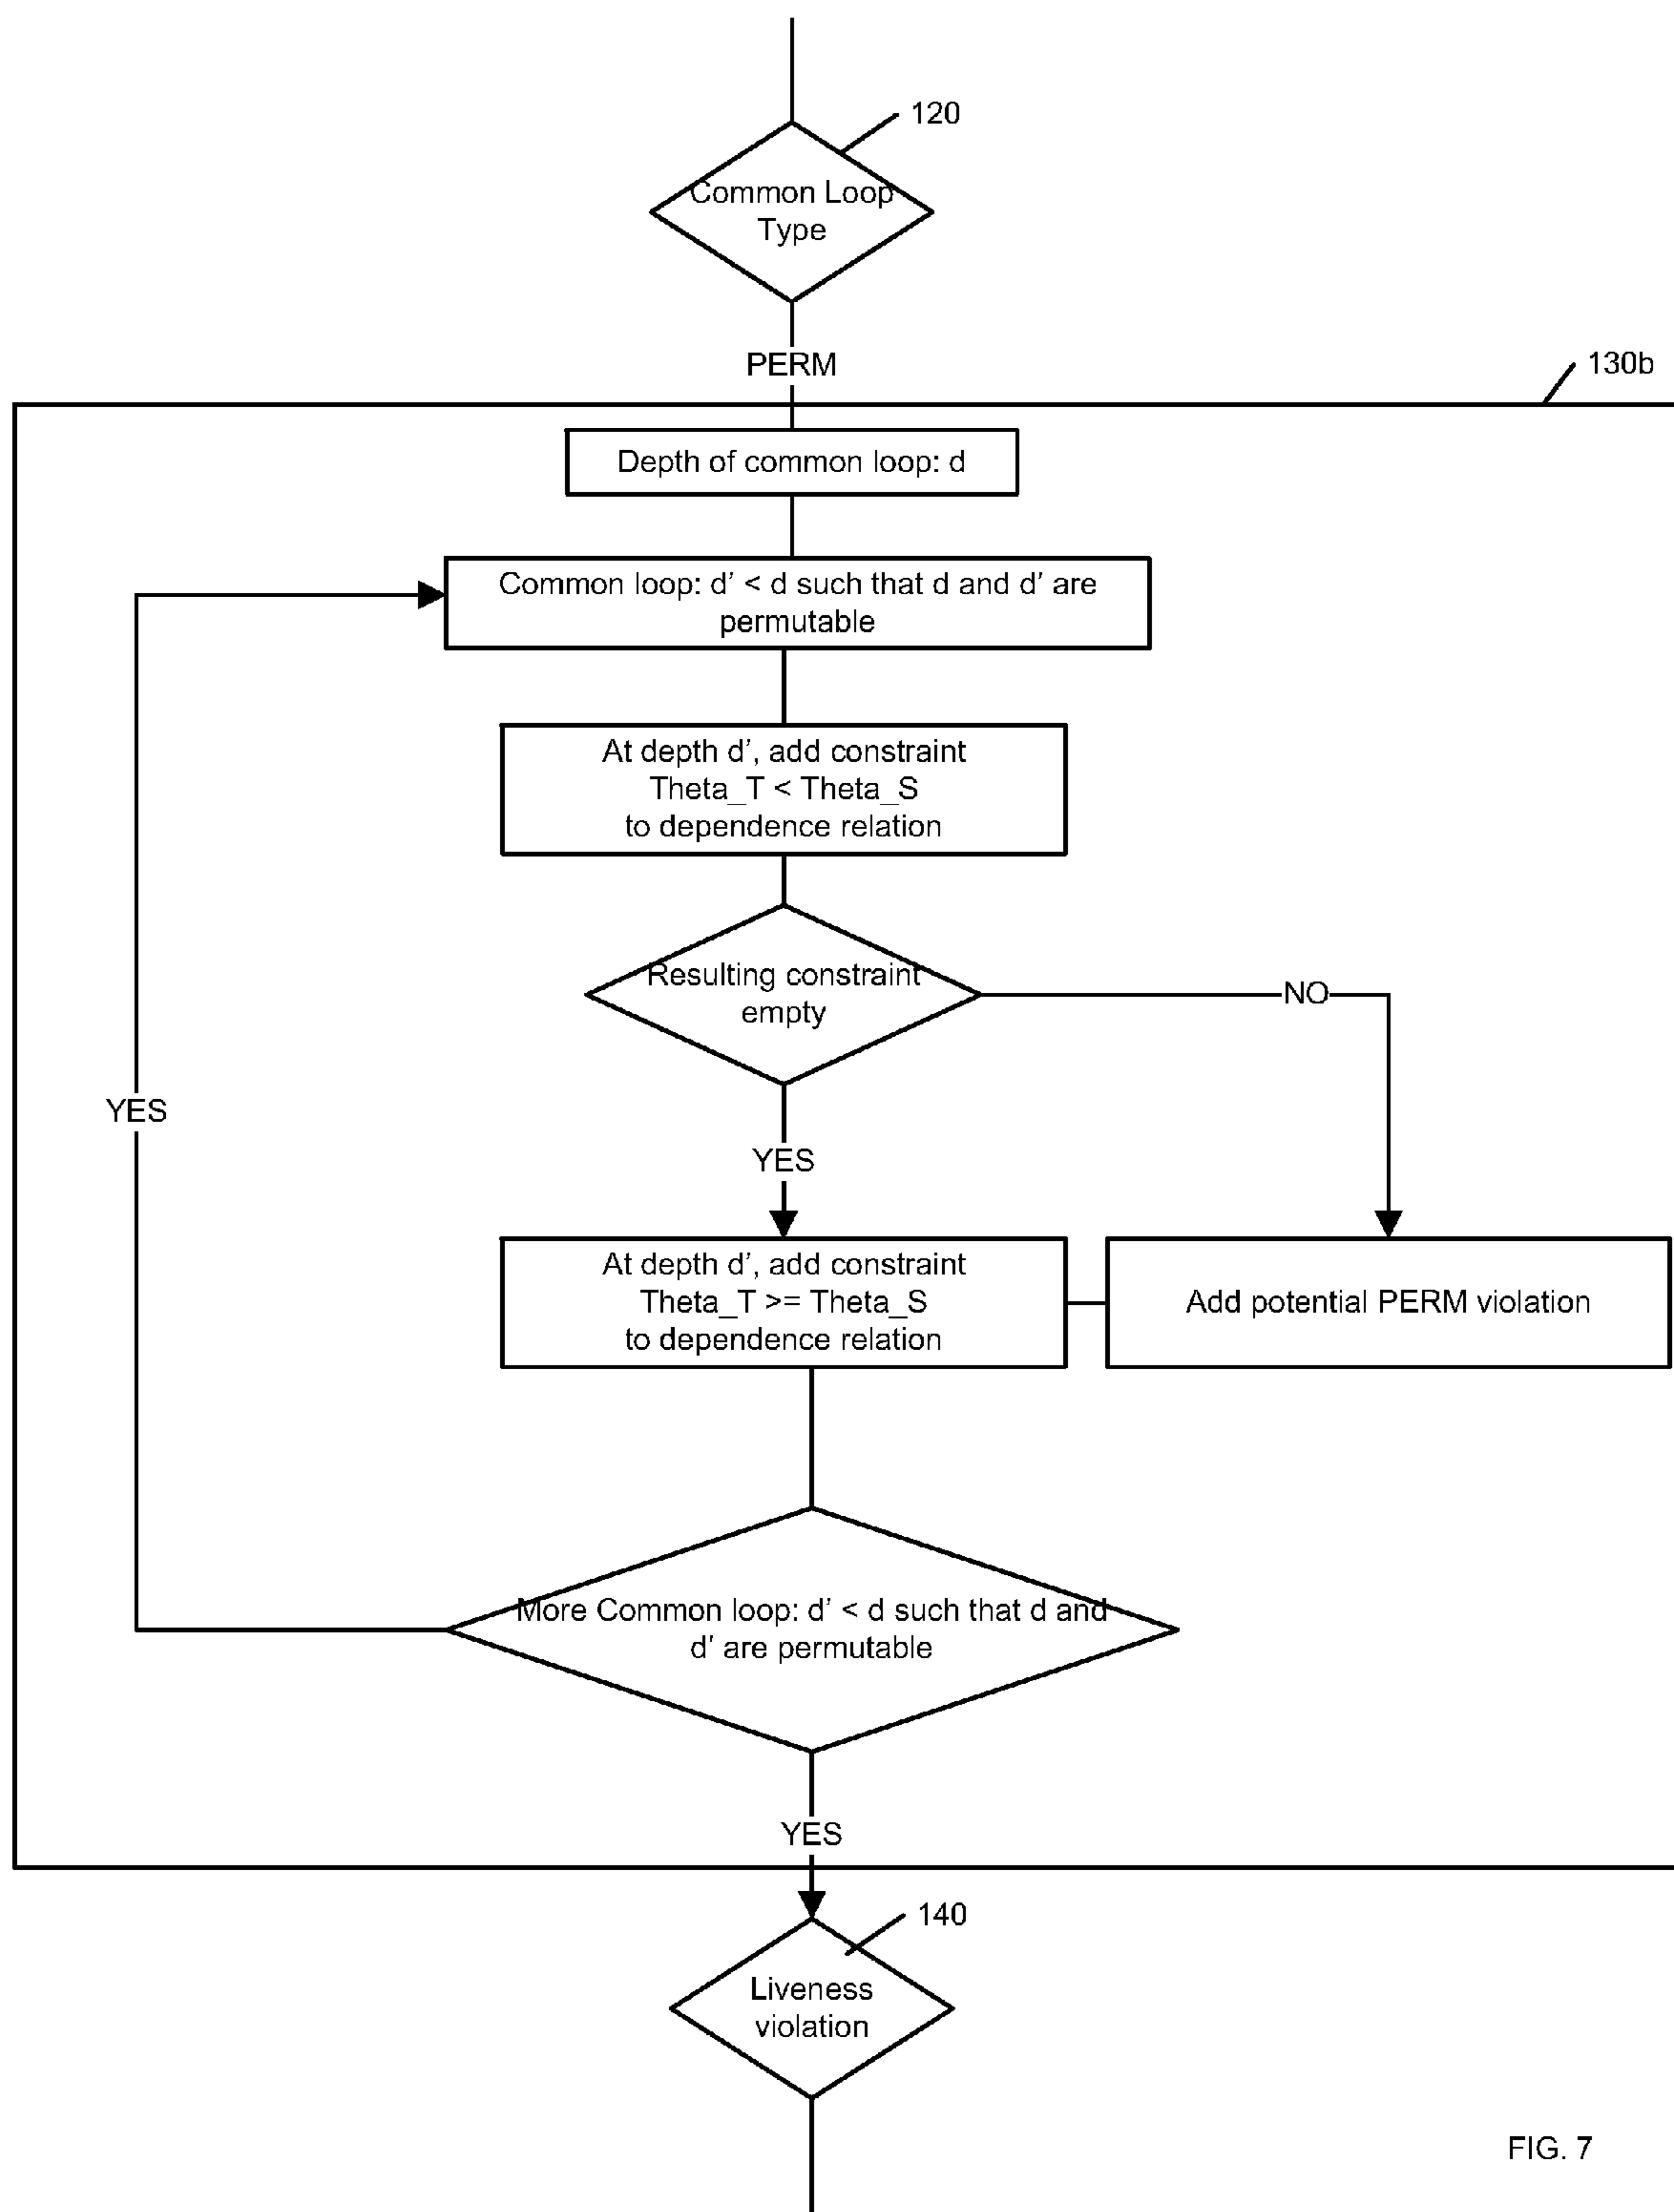 120
Common Loop
Type
PERM
130b
Depth of common loop: d
Common loop: d’ < d such that d and d’ are
permutable
At depth d’, add constraint
Theta_T < Theta_S
to dependence relation
Resulting constraint
empty
NO
YES
YES
At depth d’, add constraint
Theta_T >= Theta_S
to dependence relation
Add potential PERM violation
More Common loop: d’ < d such that d and
d’ are permutable
YES
140
Liveness
violation
FIG. 7